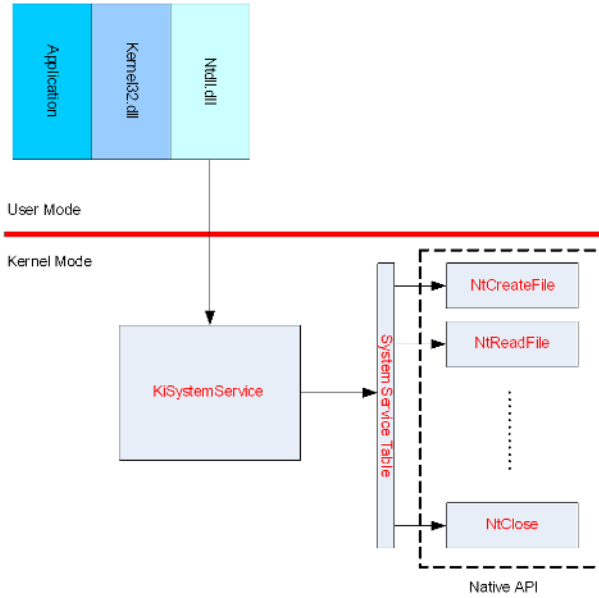 Application
Kernel32.dll
Ntdll.dll
User Mode
Kernel Mode
NtCreateFile
NtReadFile
KiSystemService
System Service Table
NtClose
Native API